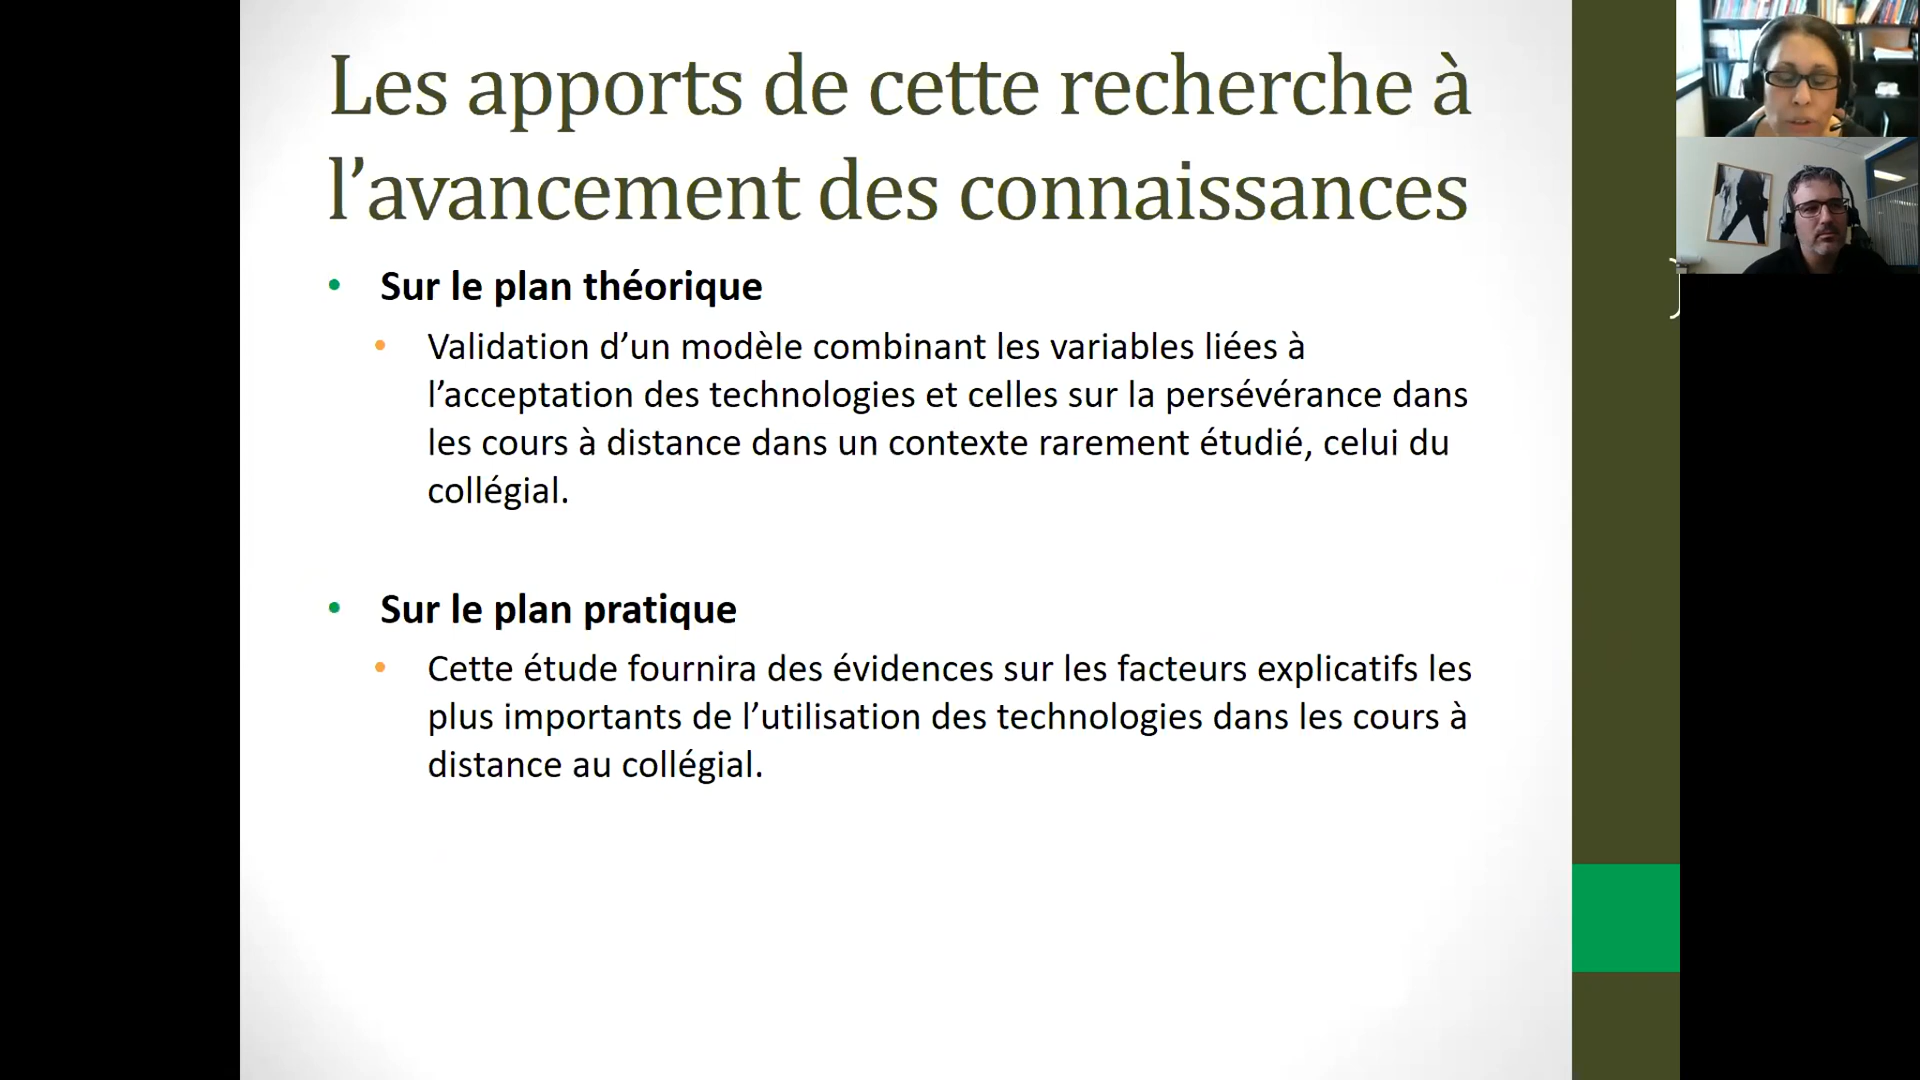 Les apports de cette recherche à
l’avancement des connaissances
• Sur le plan théorique
• Validation d’un modèle combinant les variables liées à
l’acceptation des technologies et celles sur la persévérance dans
les cours à distance dans un contexte rarement étudié, celui du
collégial.
• Sur le plan pratique
• Cette étude fournira des évidences sur les facteurs explicatifs les
plus importants de l’utilisation des technologies dans les cours à
distance au collégial.